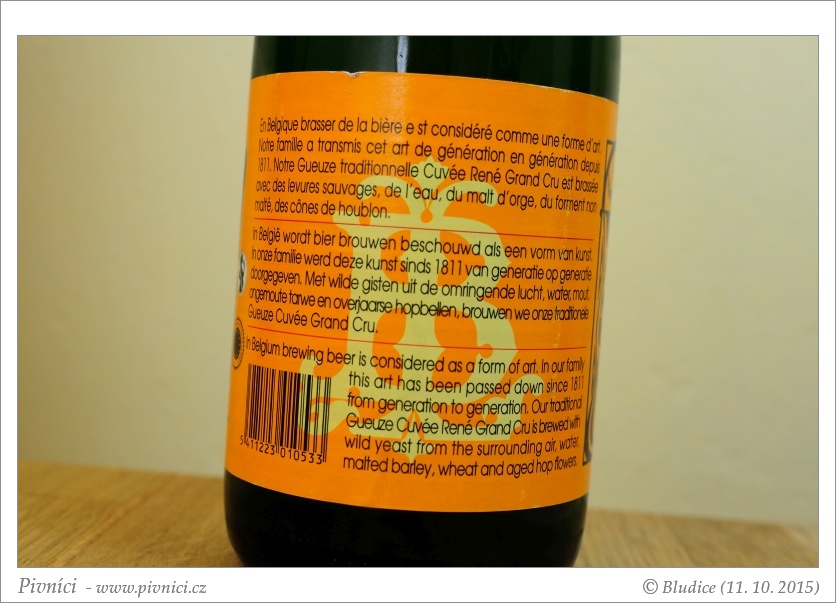 En Belgique brasser de la bière e st considéré comme une forme d'art.
Notre famille a transmis cet art de génération en génération depuis
1811. Notre Gueuze traditionnelle Cuvée René Grand Cru est brassée
avec des levures sauvages, de l'eau, du malt d'orge, du forment non
malté, des cônes de houblon.
In België wordt bier brouwen beschouwd als een vorm van kunst.
In onze familie werd deze kunst sinds 1811 van generatie op generatie
doorgegeven. Met wilde gisten uit de omringende lucht, water, mout,
ongemoute tarwe en overjaarse hopbellen, brouwen we onze traditionele
Gueuze Cuvée Grand Cru.
In Belgium brewing beer is considered as a form of art. In our family
this art has been passed down since 1811
from generation to generation. Our traditional
Gueuze Cuvée René Grand Cru is brewed with
wild yeast from the surrounding air, water,
malted barley, wheat and aged hop flowers.
5 411223 010533
Pivníci - www.pivnici.cz
© Bludice (11. 10. 2015)